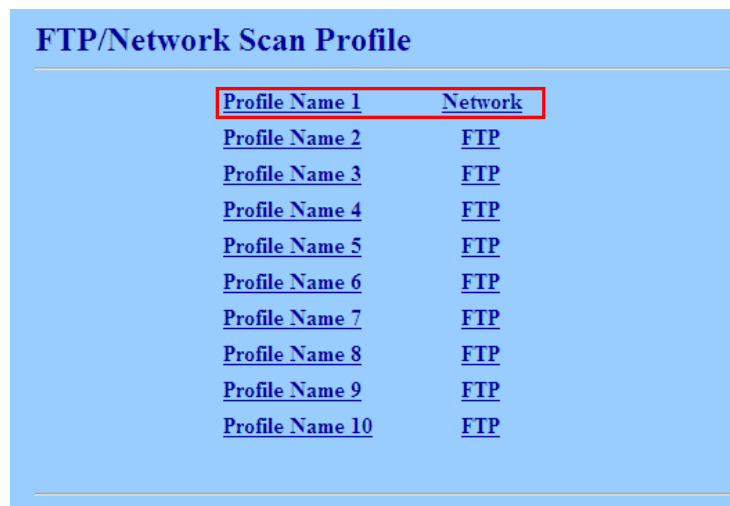 FTP/Network Scan Profile
Profile Name 1 Network
Profile Name 2 FTP
Profile Name 3 FTP
Profile Name 4 FTP
Profile Name 5 FTP
Profile Name 6 FTP
Profile Name 7 FTP
Profile Name 8 FTP
Profile Name 9 FTP
Profile Name 10 FTP